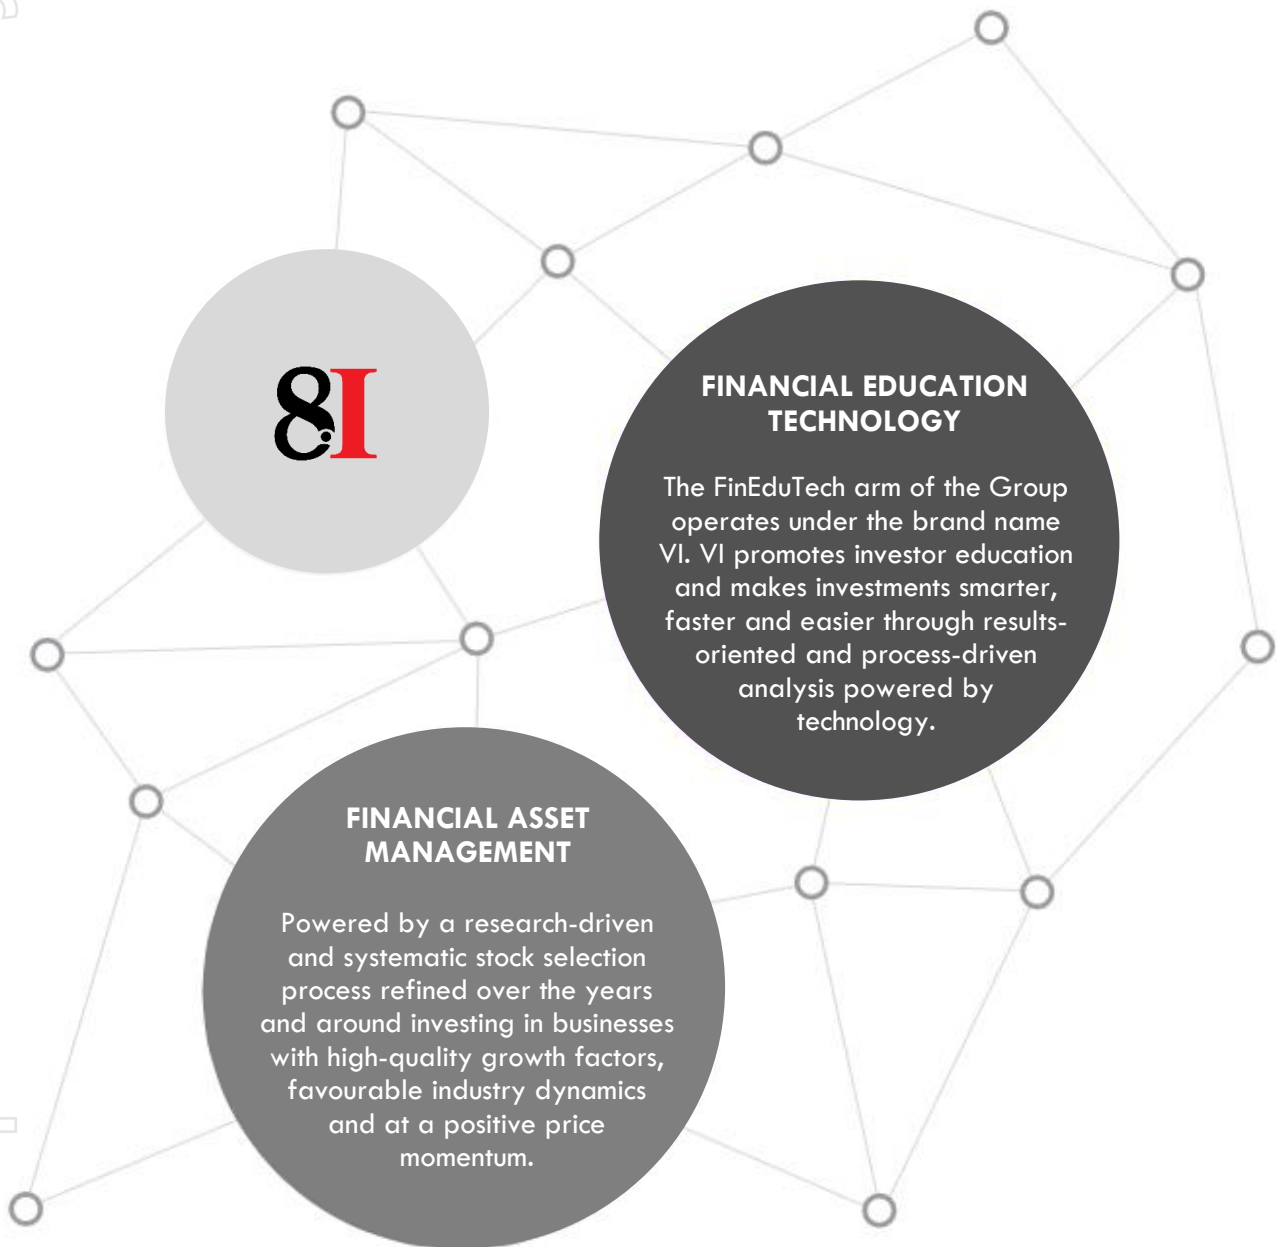 8I
FINANCIAL EDUCATION
TECHNOLOGY
The FinEduTech arm of the Group
operates under the brand name
VI. VI promotes investor education
and makes investments smarter,
faster and easier through results-
oriented and process-driven
analysis powered by
technology.
FINANCIAL ASSET
MANAGEMENT
Powered by a research-driven
and systematic stock selection
process refined over the years
and around investing in businesses
with high-quality growth factors,
favourable industry dynamics
and at a positive price
momentum.